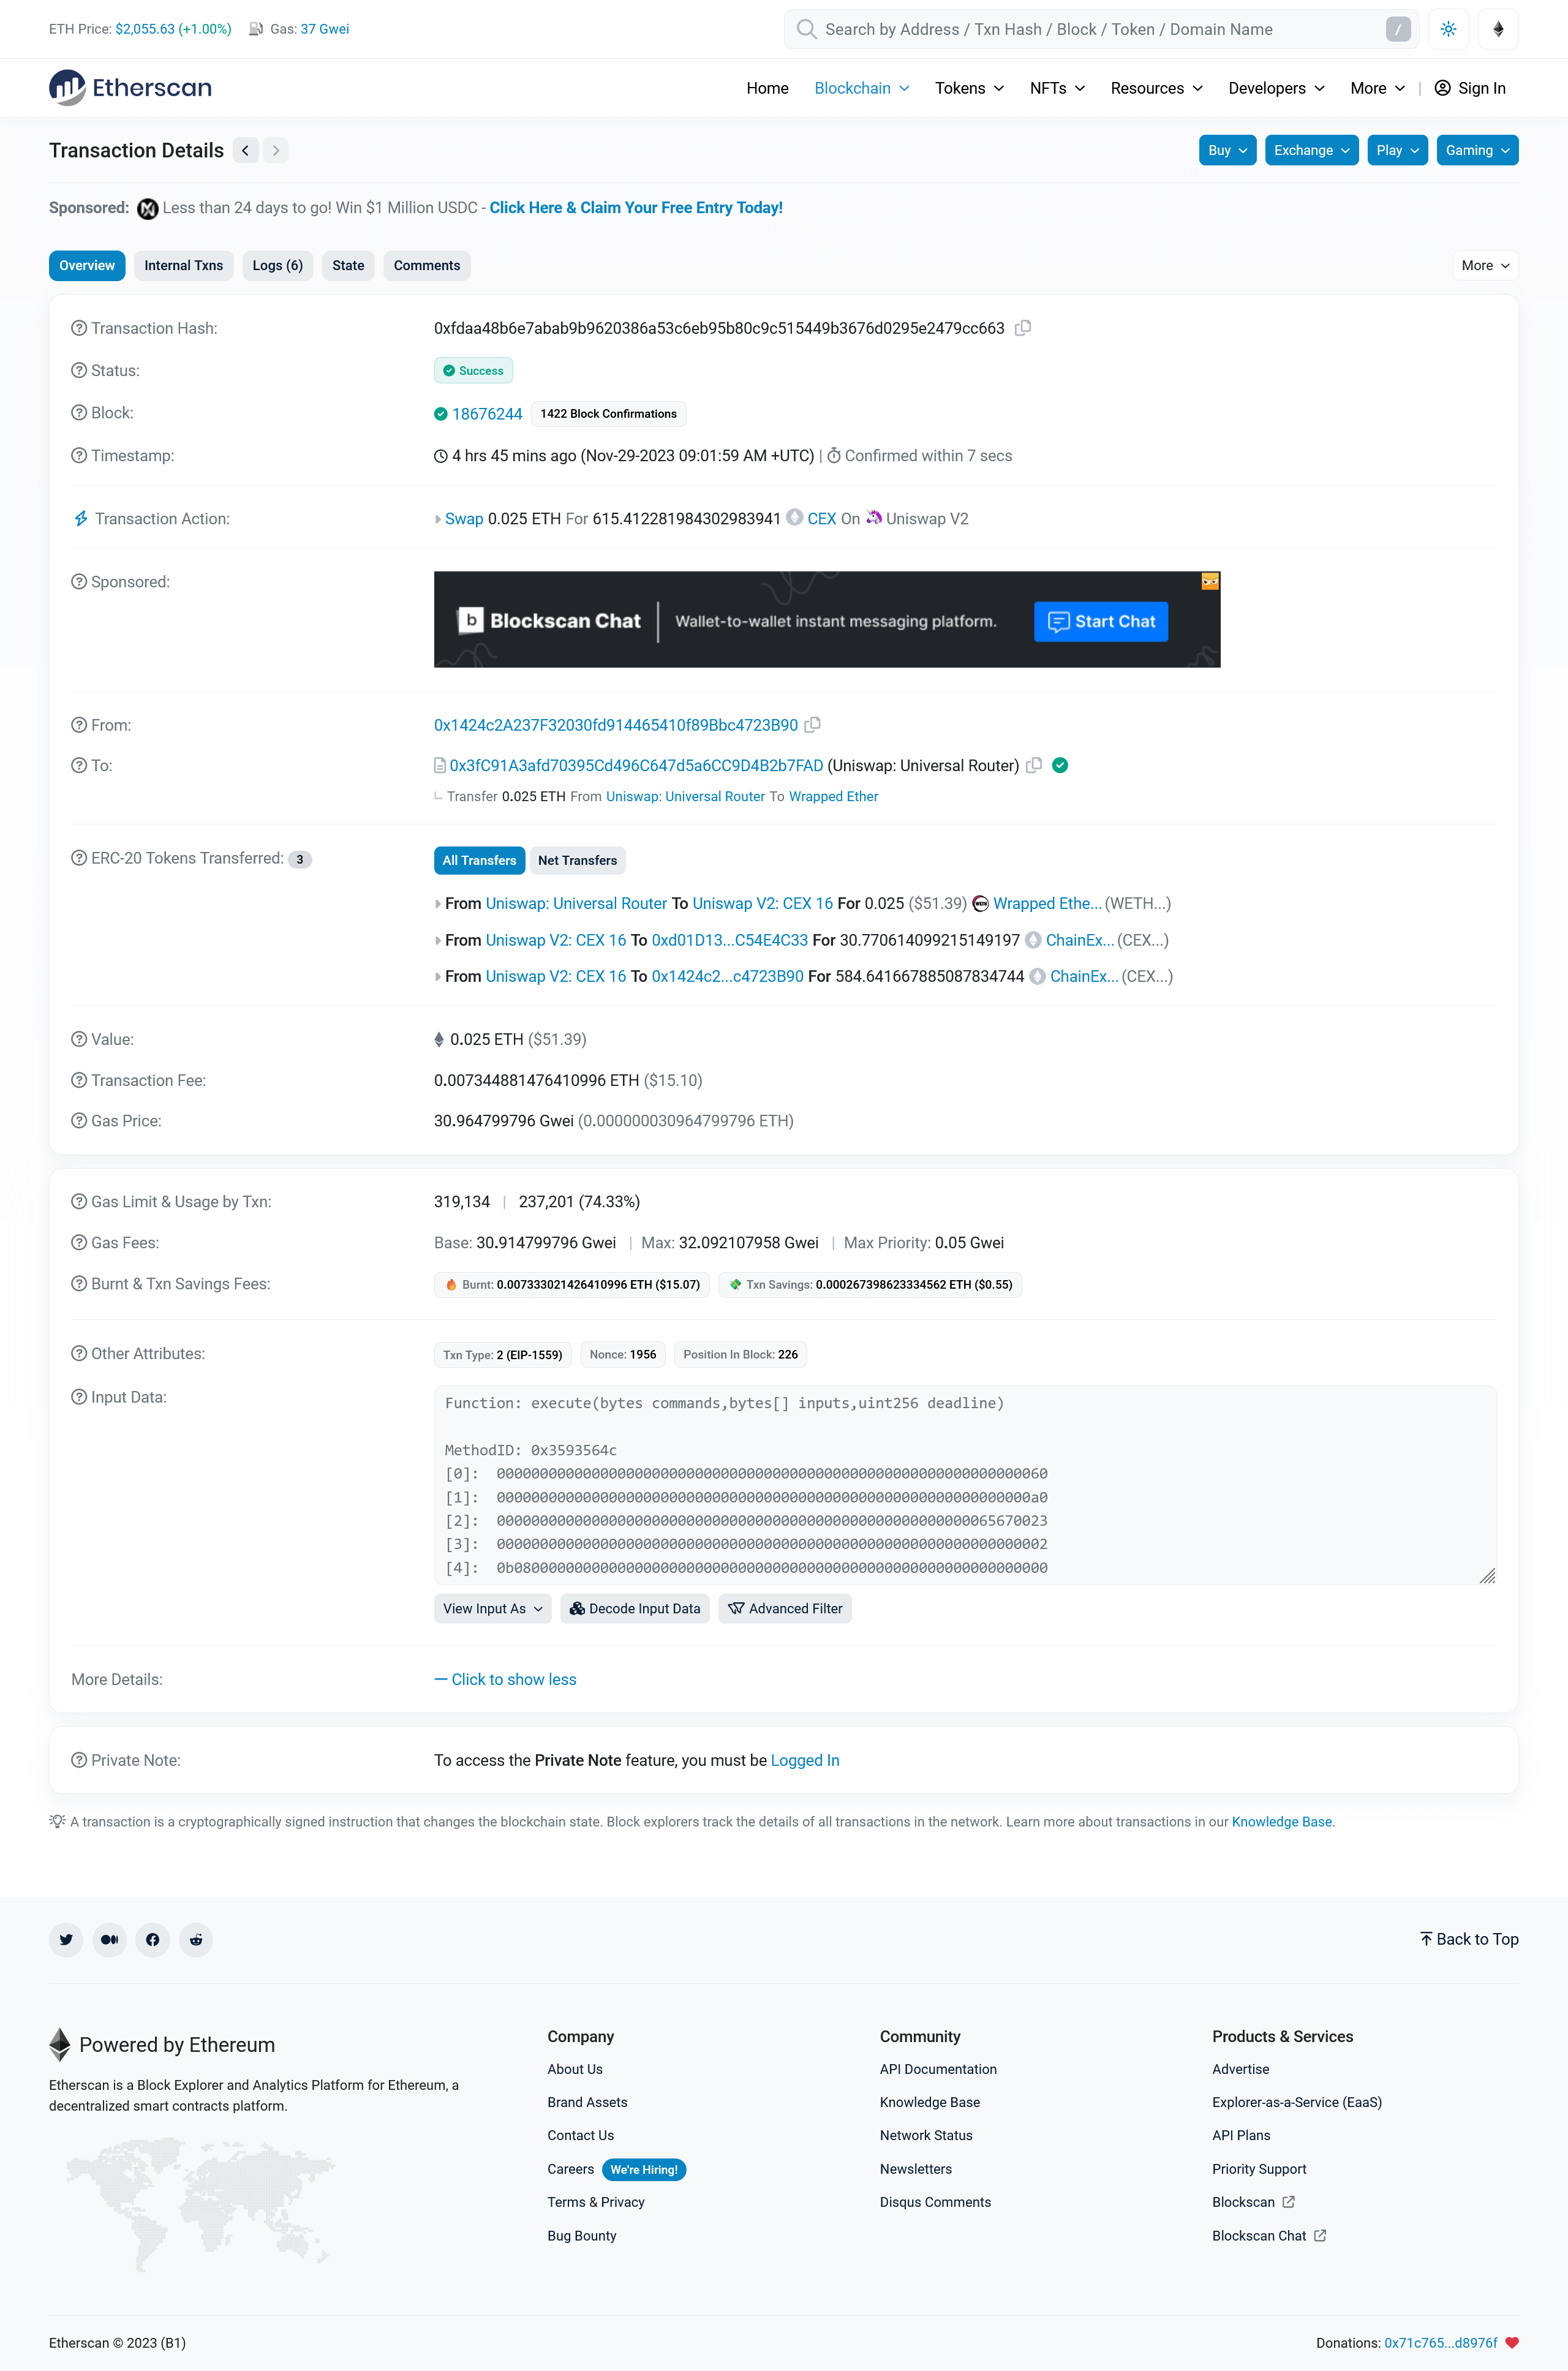 ETH Price: $2,055.63 (+1.00%) Gas: 37 Gwei
Search by Address / Txn Hash / Block / Token / Domain Name /
Etherscan
Home Blockchain Tokens NFTs Resources Developers More | Sign In
Transaction Details
Buy Exchange Play Gaming
Sponsored: Less than 24 days to go! Win $1 Million USDC - Click Here & Claim Your Free Entry Today!
Overview Internal Txns Logs (6) State Comments More
Transaction Hash: 0xfdaa48b6e7abab9b9620386a53c6eb95b80c9c515449b3676d0295e2479cc663
Status: Success
Block: 18676244 1422 Block Confirmations
Timestamp: 4 hrs 45 mins ago (Nov-29-2023 09:01:59 AM +UTC) | Confirmed within 7 secs
Transaction Action: Swap 0.025 ETH For 615.412281984302983941 CEX On Uniswap V2
Sponsored:
b Blockscan Chat | Wallet-to-wallet instant messaging platform. Start Chat
From: 0x1424c2A237F32030fd914465410f89Bbc4723B90
To: 0x3fC91A3afd70395Cd496C647d5a6CC9D4B2b7FAD (Uniswap: Universal Router)
Transfer 0.025 ETH From Uniswap: Universal Router To Wrapped Ether
ERC-20 Tokens Transferred: 3 All Transfers Net Transfers
From Uniswap: Universal Router To Uniswap V2: CEX 16 For 0.025 ($51.39) Wrapped Ethe... (WETH...)
From Uniswap V2: CEX 16 To 0xd01D13...C54E4C33 For 30.770614099215149197 ChainEx... (CEX...)
From Uniswap V2: CEX 16 To 0x1424c2...c4723B90 For 584.641667885087834744 ChainEx... (CEX...)
Value: 0.025 ETH ($51.39)
Transaction Fee: 0.007344881476410996 ETH ($15.10)
Gas Price: 30.964799796 Gwei (0.000000030964799796 ETH)
Gas Limit & Usage by Txn: 319,134 | 237,201 (74.33%)
Gas Fees: Base: 30.914799796 Gwei | Max: 32.092107958 Gwei | Max Priority: 0.05 Gwei
Burnt & Txn Savings Fees: Burnt: 0.007333021426410996 ETH ($15.07) Txn Savings: 0.000267398623334562 ETH ($0.55)
Other Attributes: Txn Type: 2 (EIP-1559) Nonce: 1956 Position In Block: 226
Input Data: Function: execute(bytes commands,bytes[] inputs,uint256 deadline)
MethodID: 0x3593564c
[0]: 0000000000000000000000000000000000000000000000000000000000000060
[1]: 00000000000000000000000000000000000000000000000000000000000000a0
[2]: 0000000000000000000000000000000000000000000000000000000065670023
[3]: 0000000000000000000000000000000000000000000000000000000000000002
[4]: 0b08000000000000000000000000000000000000000000000000000000000000
View Input As Decode Input Data Advanced Filter
More Details: — Click to show less
Private Note: To access the Private Note feature, you must be Logged In
A transaction is a cryptographically signed instruction that changes the blockchain state. Block explorers track the details of all transactions in the network. Learn more about transactions in our Knowledge Base.
Back to Top
Powered by Ethereum
Etherscan is a Block Explorer and Analytics Platform for Ethereum, a
decentralized smart contracts platform.
Company
About Us
Brand Assets
Contact Us
Careers We're Hiring!
Terms & Privacy
Bug Bounty
Community
API Documentation
Knowledge Base
Network Status
Newsletters
Disqus Comments
Products & Services
Advertise
Explorer-as-a-Service (EaaS)
API Plans
Priority Support
Blockscan
Blockscan Chat
Etherscan © 2023 (B1)
Donations: 0x71c765...d8976f